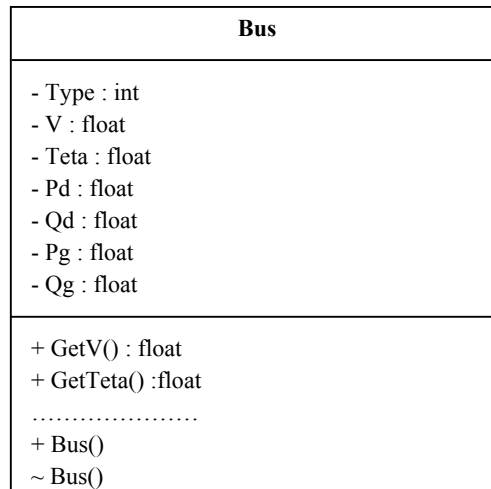 Bus
- Type : int
- V : float
- Teta : float
- Pd : float
- Qd : float
- Pg : float
- Qg : float
+ GetV() : float
+ GetTeta() :float
…………………
+ Bus()
~ Bus()